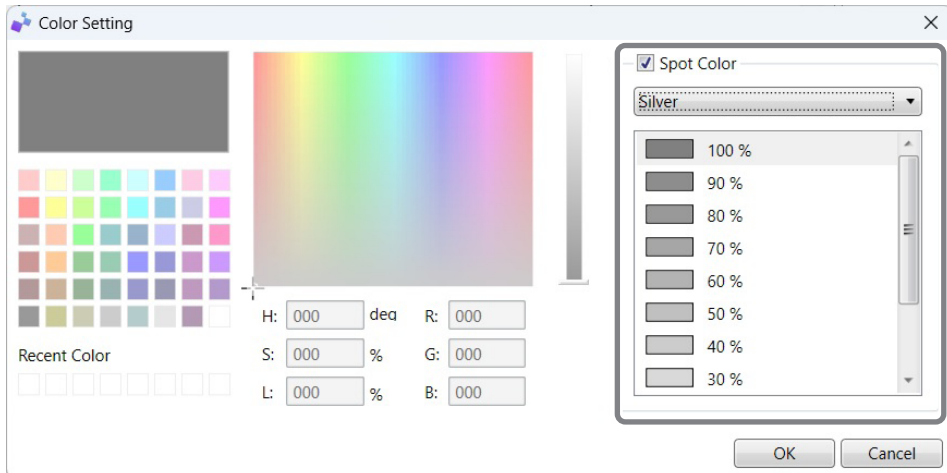 Color Setting
Spot Color
Silver
100 %
90 %
80 %
70 %
60 %
50 %
40 %
30 %
H: 000 deg R: 000
S: 000 % G: 000
L: 000 % B: 000
Recent Color
OK Cancel